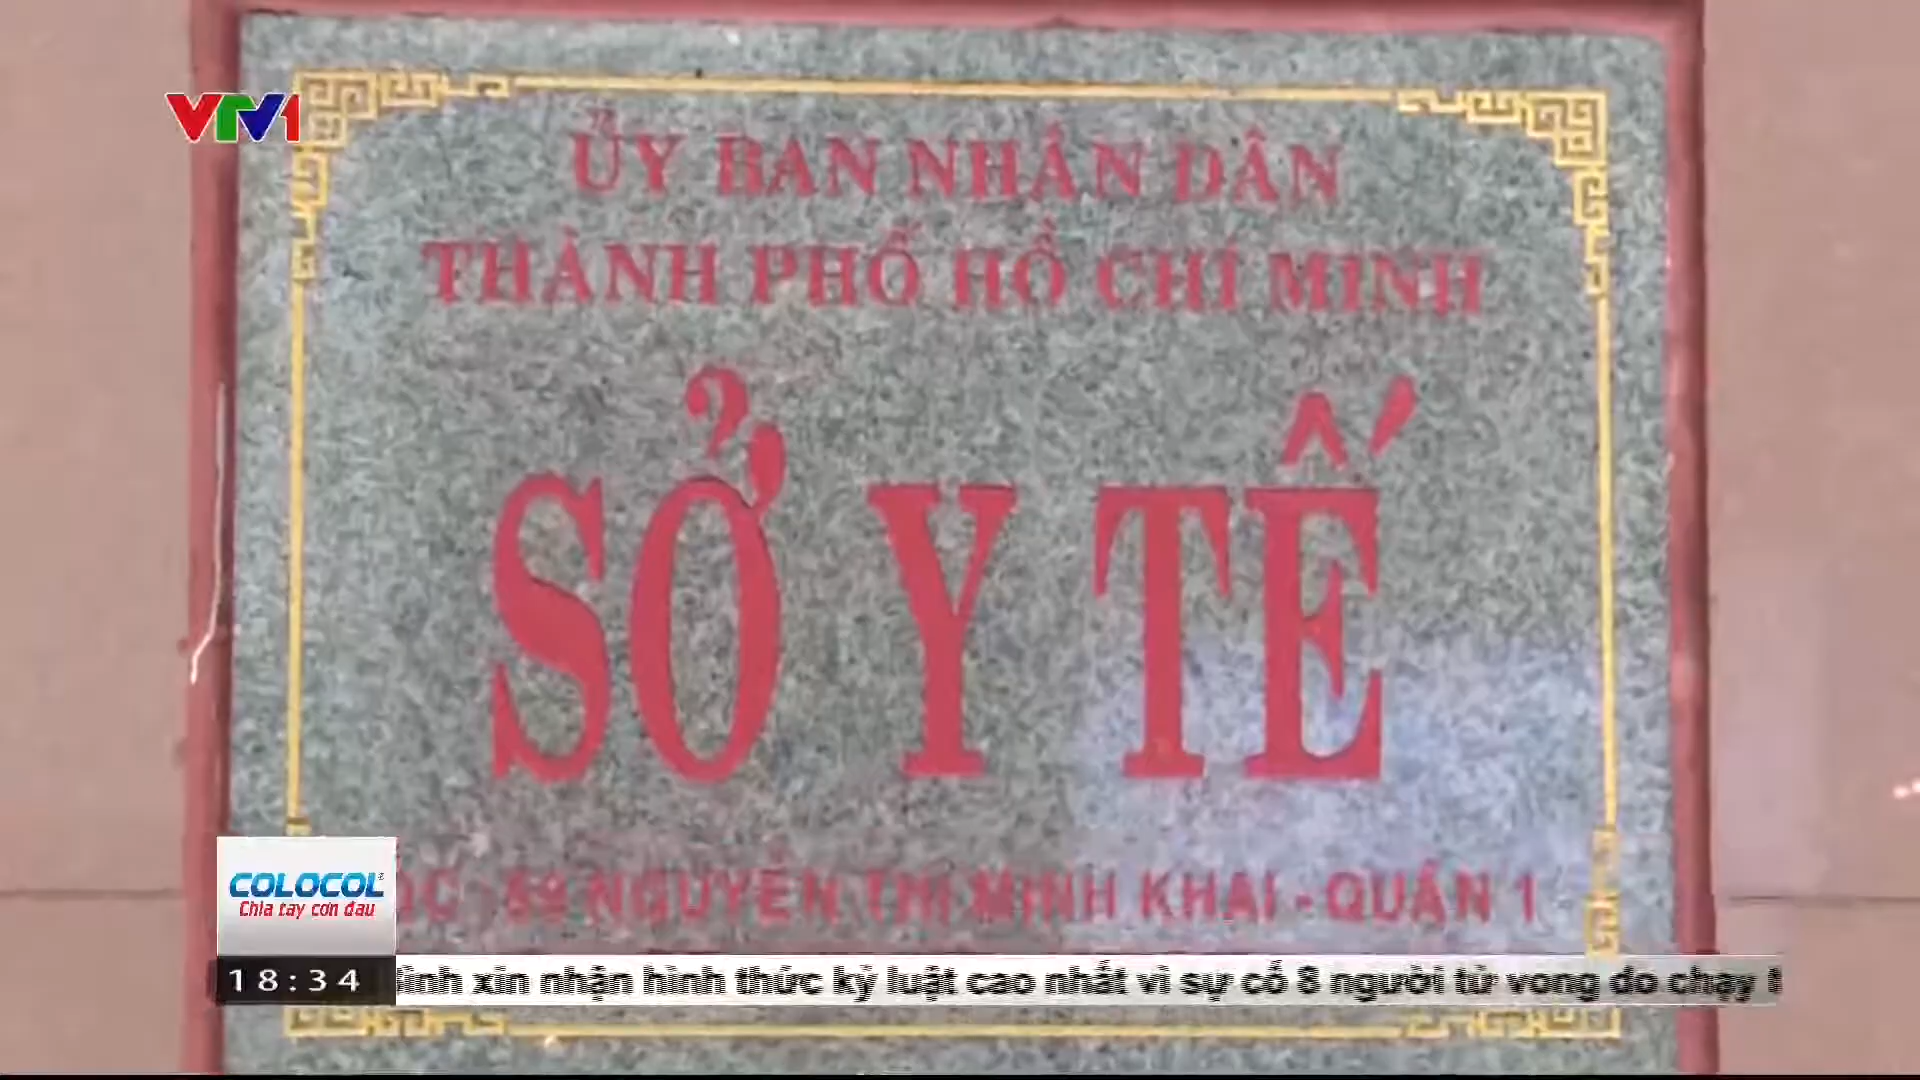 VTV1
ỦY BAN NHÂN DÂN
THÀNH PHỐ HỒ CHÍ MINH
SỞ Y TẾ
59 NGUYỄN THỊ MINH KHAI - QUẬN 1
COLOCOL®
Chia tay cơn đau
18:34
Bình xin nhận hình thức kỷ luật cao nhất vì sự cố 8 người tử vong do chạy